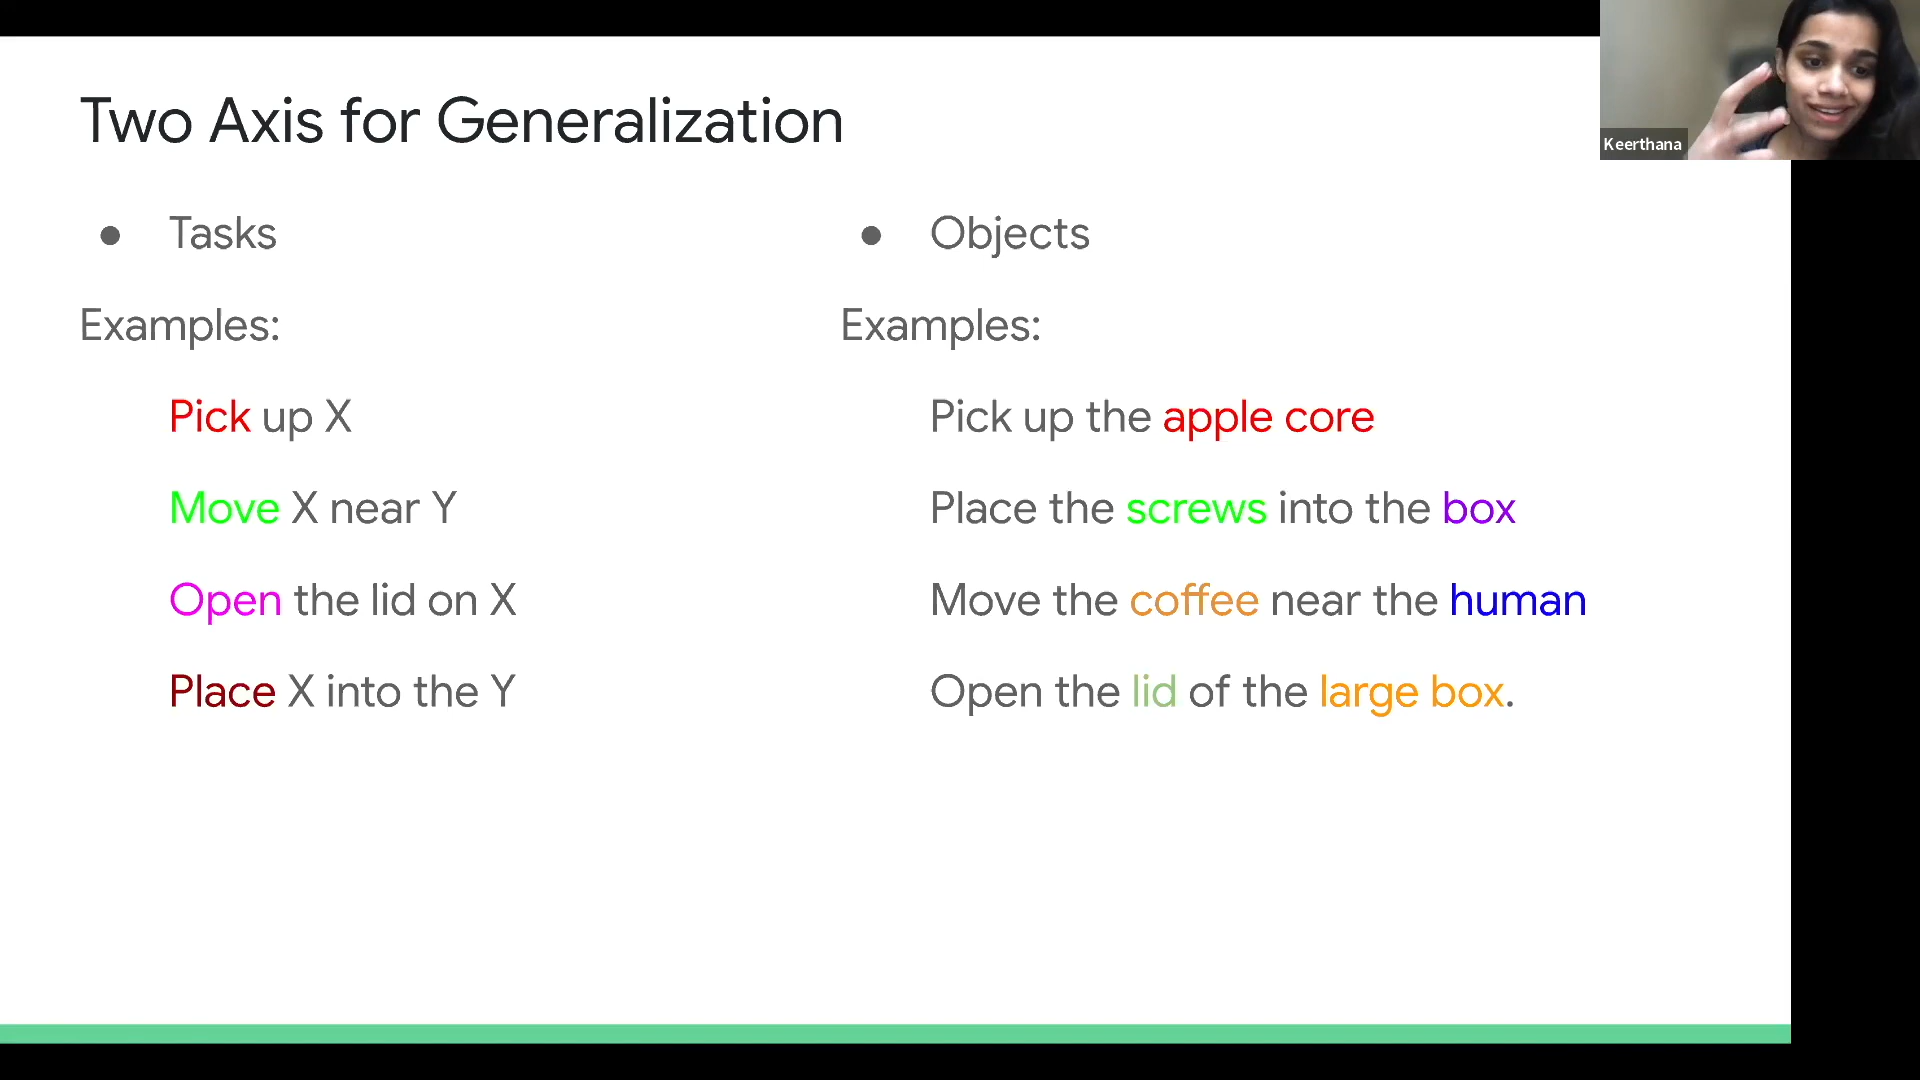 Two Axis for Generalization
Keerthana
● Tasks
Examples:
Pick up X
Move X near Y
Open the lid on X
Place X into the Y
● Objects
Examples:
Pick up the apple core
Place the screws into the box
Move the coffee near the human
Open the lid of the large box.